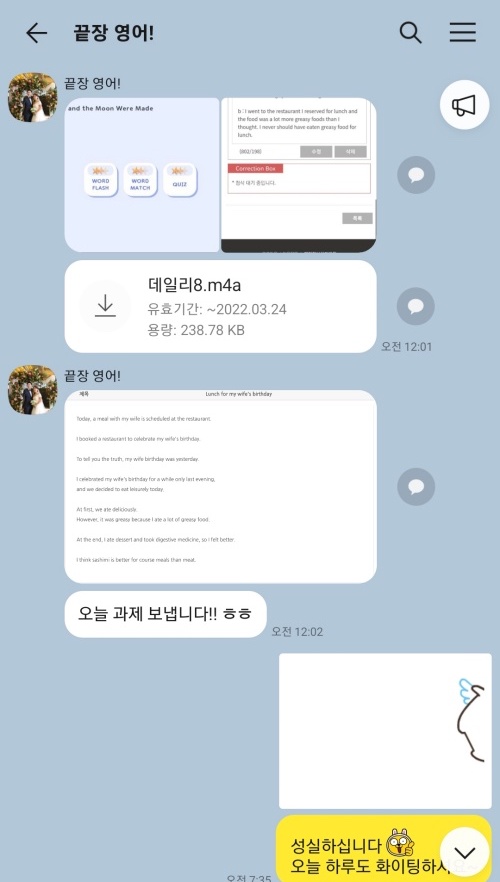 끝장 영어!
끝장 영어!
and the Moon Were Made
WORD
FLASH
WORD
MATCH
QUIZ
b : I went to the restaurant I reserved for lunch and
the food was a lot more greasy foods than I
thought. I never should have eaten greasy food for
lunch.
(002/190)
수정
삭제
Correction Box
* 첨삭 대기 중입니다.
목록
데일리8.m4a
유효기간: ~2022.03.24
용량: 238.78 KB
오전 12:01
끝장 영어!
제목
Lunch for my wife's birthday
Today, a meal with my wife is scheduled at the restaurant.
I booked a restaurant to celebrate my wife's birthday.
To tell you the truth, my wife birthday was yesterday.
I celebrated my wife's birthday for a while only last evening,
and we decided to eat leisurely today.
At first, we ate deliciously.
However, it was greasy because I ate a lot of greasy food.
At the end, I ate dessert and took digestive medicine, so I felt better.
I think sashimi is better for course meals than meat.
오늘 과제 보냅니다!! ㅎㅎ
오전 12:02
성실하십니다
오늘 하루도 화이팅하시
오전 7:35